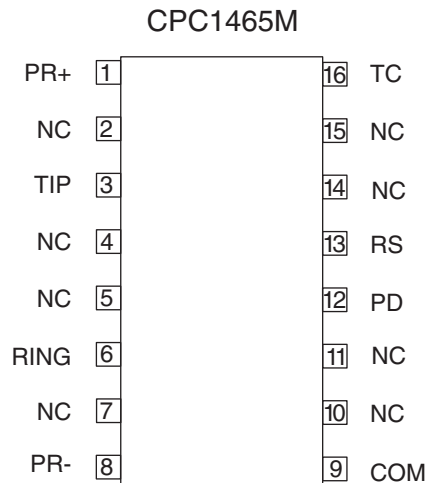 CPC1465M
PR+ 1 16 TC
NC 2 15 NC
TIP 3 14 NC
NC 4 13 RS
NC 5 12 PD
RING 6 11 NC
NC 7 10 NC
PR- 8 9 COM